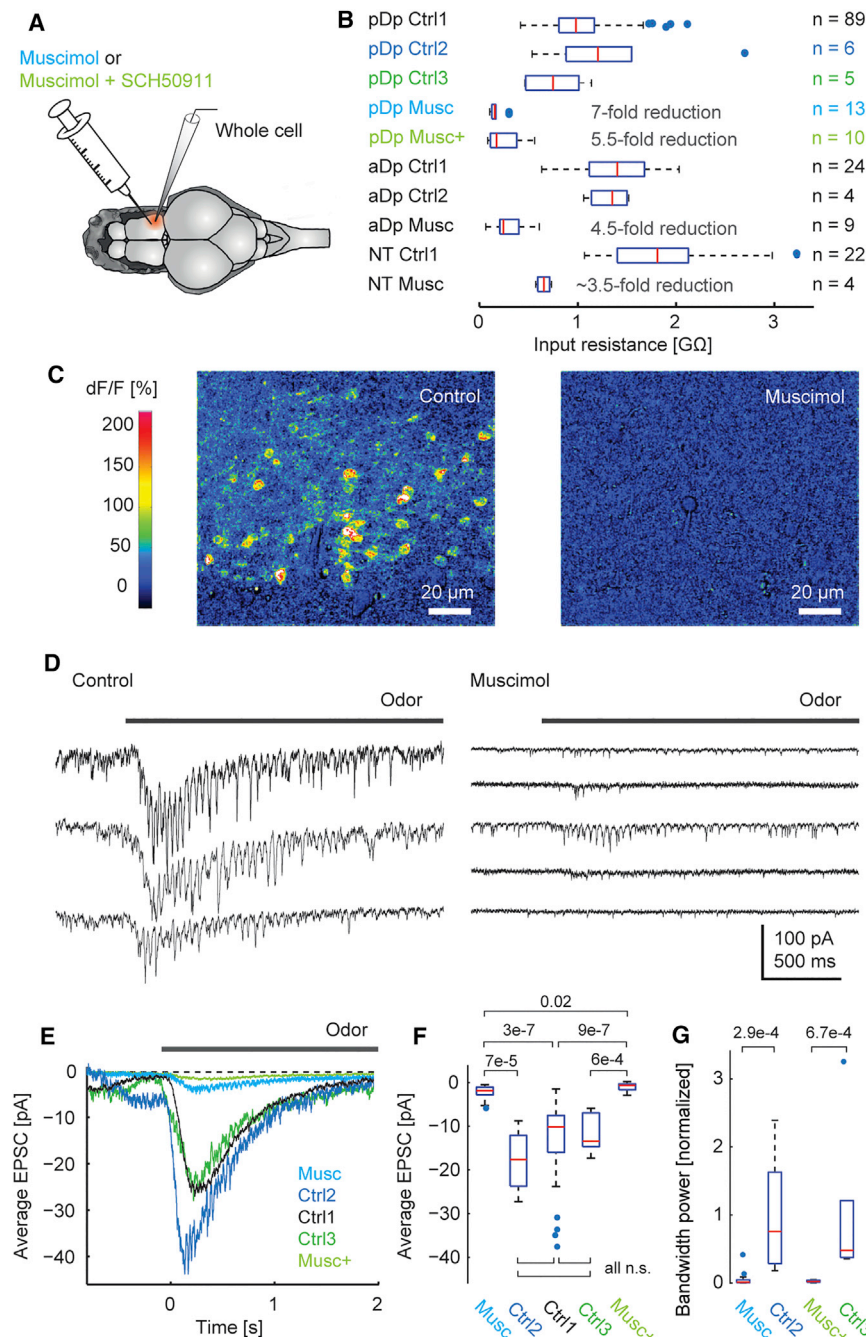 A
Muscimol or
Muscimol + SCH50911
Whole cell
B
pDp Ctrl1 n = 89
pDp Ctrl2 n = 6
pDp Ctrl3 n = 5
pDp Musc 7-fold reduction n = 13
pDp Musc+ 5.5-fold reduction n = 10
aDp Ctrl1 n = 24
aDp Ctrl2 n = 4
aDp Musc 4.5-fold reduction n = 9
NT Ctrl1 n = 22
NT Musc ~3.5-fold reduction n = 4
0 1 2 3
Input resistance [GΩ]
C
dF/F [%]
200
150
100
50
0
Control
20 µm
Muscimol
20 µm
D
Control
Odor
Muscimol
Odor
100 pA
500 ms
E
Odor
0
−10
−20
−30
−40
Average EPSC [pA]
Musc
Ctrl2
Ctrl1
Ctrl3
Musc+
0 1 2
Time [s]
F
0.02
3e-7 9e-7
7e-5 6e-4
0
−10
−20
−30
−40
Average EPSC [pA]
all n.s.
Musc
Ctrl2
Ctrl1
Ctrl3
Musc+
G
2.9e-4 6.7e-4
3
2
1
0
Bandwidth power [normalized]
Musc
Ctrl2
Musc+
Ctrl3